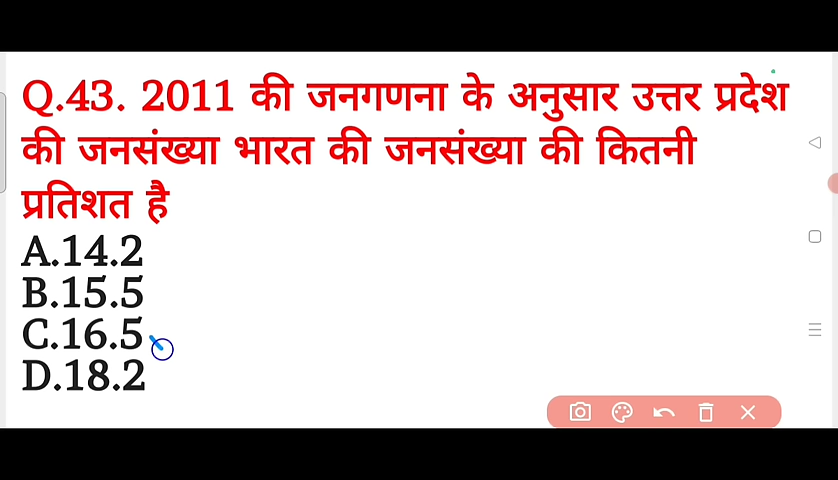 Q.43. 2011 की जनगणना के अनुसार उत्तर प्रदेश
की जनसंख्या भारत की जनसंख्या की कितनी
प्रतिशत है
A.14.2
B.15.5
C.16.5
D.18.2